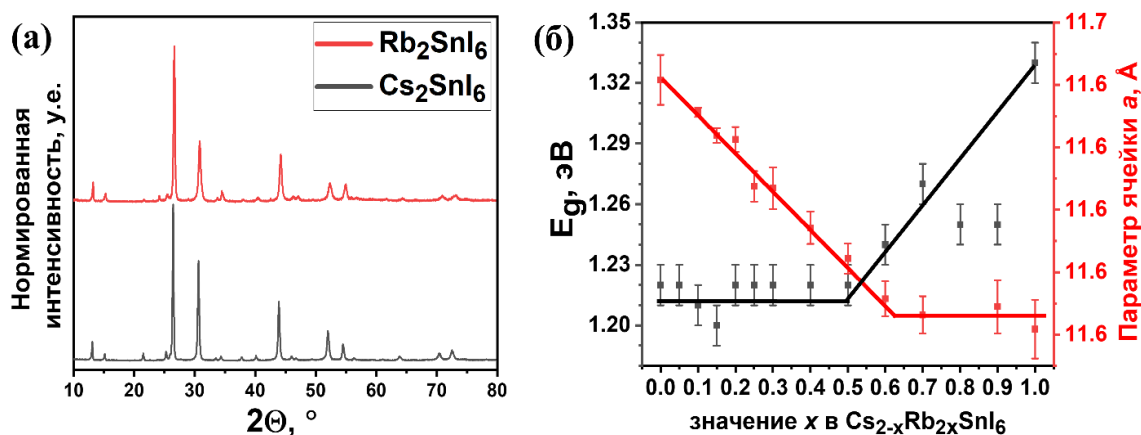 (а)
Rb₂SnI₆
Cs₂SnI₆
Нормированная
интенсивность, у.е.
10 20 30 40 50 60 70 80
2Θ, °
(б)
1.35
1.32
1.29
1.26
1.23
1.20
E_g, эВ
11.7
11.6
11.6
11.6
11.6
11.6
Параметр ячейки a, Å
0.0 0.1 0.2 0.3 0.4 0.5 0.6 0.7 0.8 0.9 1.0
значение x в Cs₂₋ₓRb₂ₓSnI₆